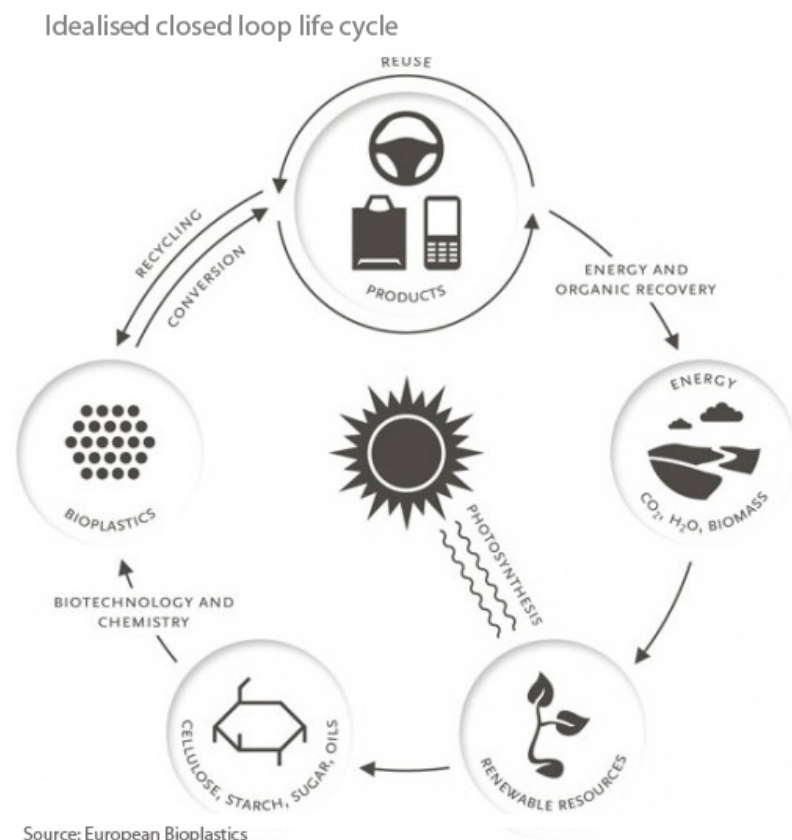 Idealised closed loop life cycle
REUSE
PRODUCTS
RECYCLING
CONVERSION
ENERGY AND
ORGANIC RECOVERY
ENERGY
CO₂, H₂O, BIOMASS
BIOPLASTICS
PHOTOSYNTHESIS
BIOTECHNOLOGY AND
CHEMISTRY
CELLULOSE, STARCH, SUGAR, OILS
RENEWABLE RESOURCES
Source: European Bioplastics